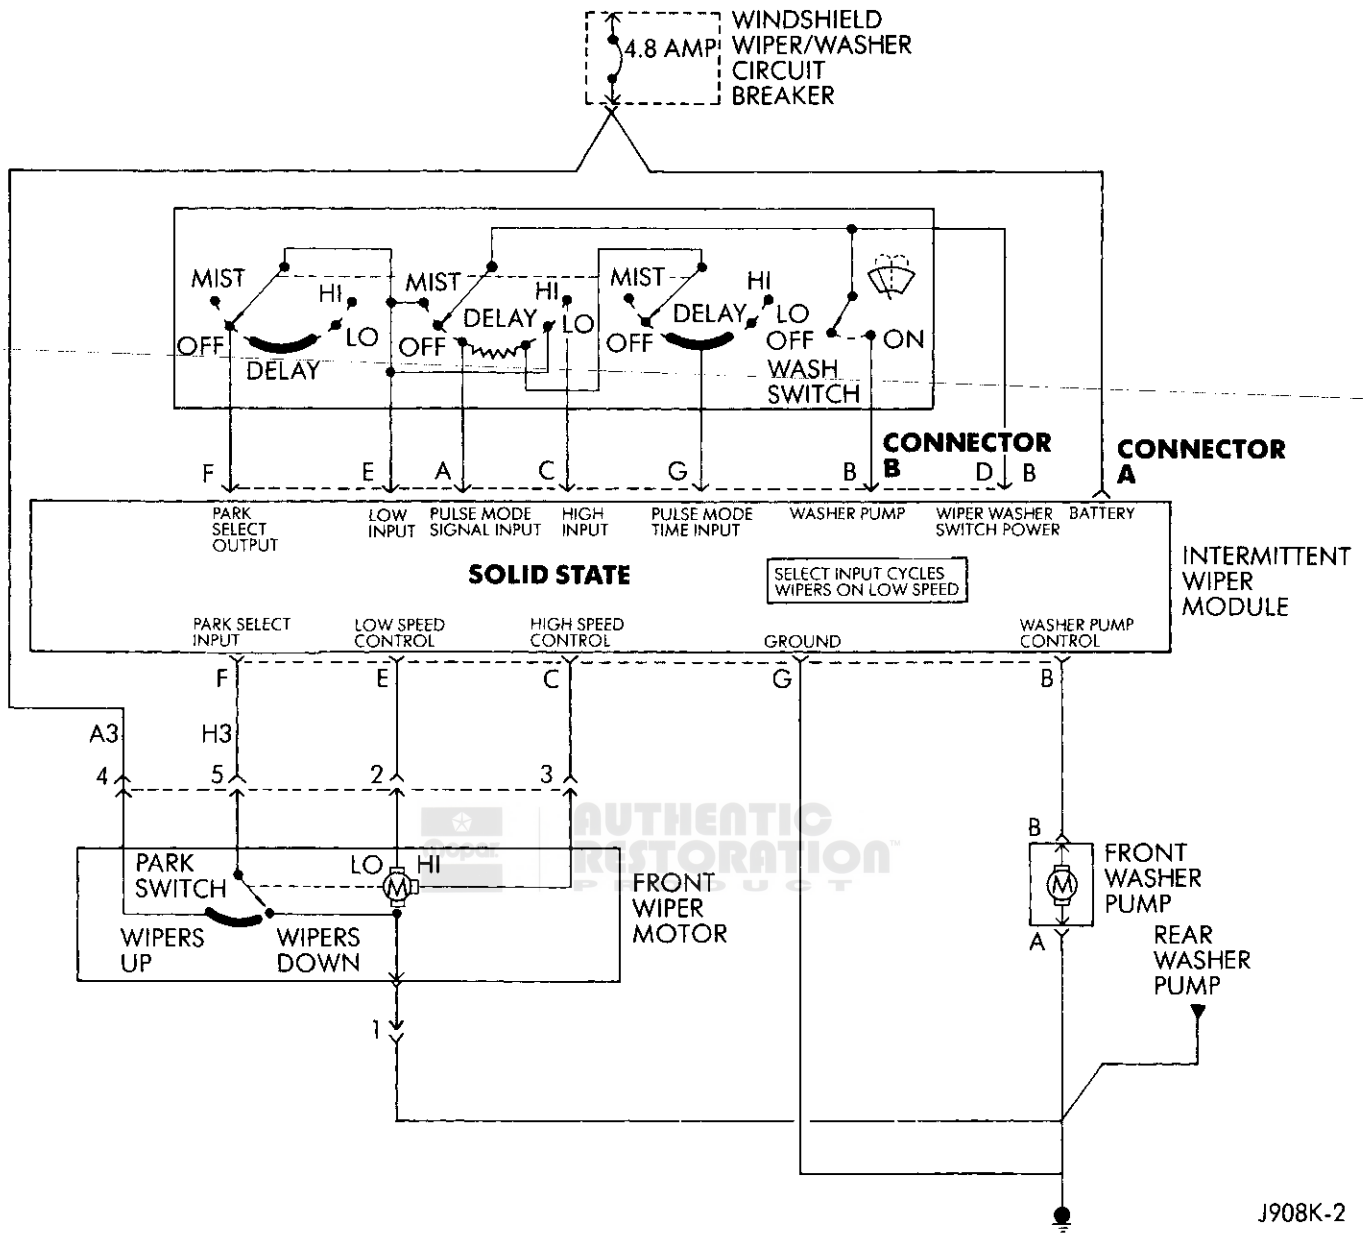 WINDSHIELD
WIPER/WASHER
CIRCUIT
BREAKER
4.8 AMP
MIST
HI
LO
OFF
DELAY
MIST
HI
DELAY
LO
OFF
MIST
HI
DELAY
LO
OFF
OFF
ON
WASH
SWITCH
CONNECTOR
B
CONNECTOR
A
F
E
A
C
G
B
D
B
PARK
SELECT
OUTPUT
LOW
INPUT
PULSE MODE
SIGNAL INPUT
HIGH
INPUT
PULSE MODE
TIME INPUT
WASHER PUMP
WIPER WASHER
SWITCH POWER
BATTERY
SOLID STATE
SELECT INPUT CYCLES
WIPERS ON LOW SPEED
INTERMITTENT
WIPER
MODULE
PARK SELECT
INPUT
LOW SPEED
CONTROL
HIGH SPEED
CONTROL
GROUND
WASHER PUMP
CONTROL
F
E
C
G
B
A3
H3
4
5
2
3
Mopar
AUTHENTIC
RESTORATION™
PRODUCT
PARK
SWITCH
LO
HI
M
WIPERS
UP
WIPERS
DOWN
FRONT
WIPER
MOTOR
B
M
A
FRONT
WASHER
PUMP
REAR
WASHER
PUMP
1
J908K-2